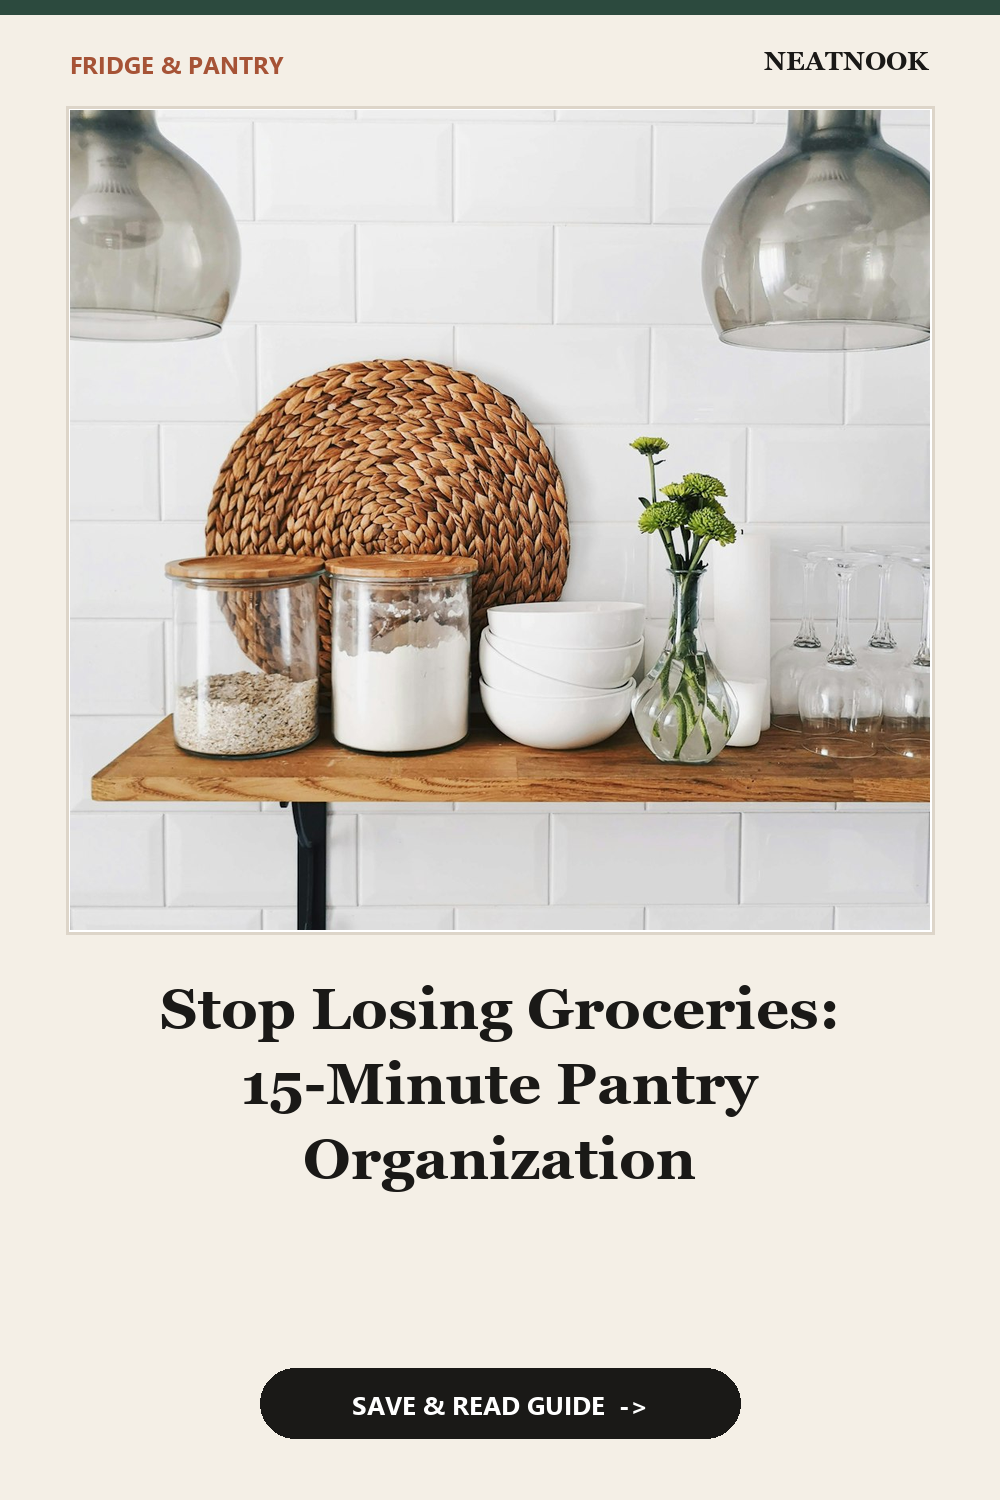 FRIDGE & PANTRY
NEATNOOK
Stop Losing Groceries:
15-Minute Pantry
Organization
SAVE & READ GUIDE ->